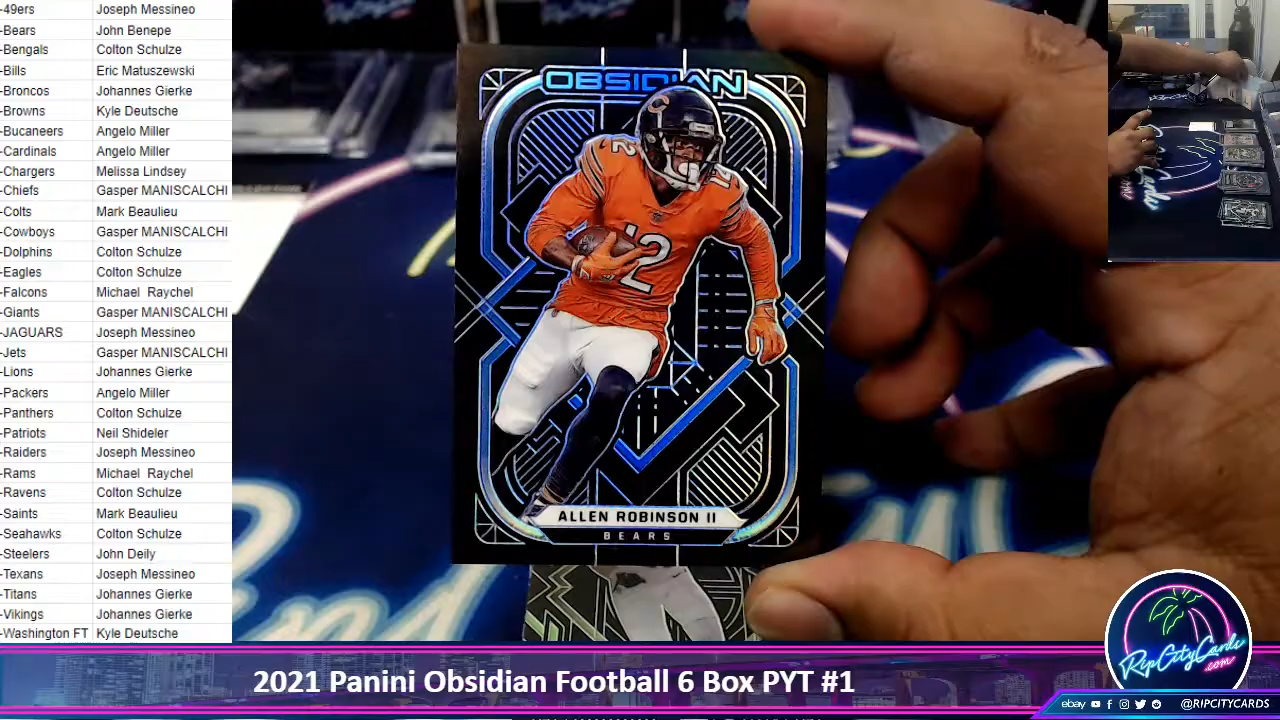 -49ers Joseph Messineo
-Bears John Benepe
-Bengals Colton Schulze
-Bills Eric Matuszewski
-Broncos Johannes Gierke
-Browns Kyle Deutsche
-Bucaneers Angelo Miller
-Cardinals Angelo Miller
-Chargers Melissa Lindsey
-Chiefs Gasper MANISCALCHI
-Colts Mark Beaulieu
-Cowboys Gasper MANISCALCHI
-Dolphins Colton Schulze
-Eagles Colton Schulze
-Falcons Michael Raychel
-Giants Gasper MANISCALCHI
-JAGUARS Joseph Messineo
-Jets Gasper MANISCALCHI
-Lions Johannes Gierke
-Packers Angelo Miller
-Panthers Colton Schulze
-Patriots Neil Shideler
-Raiders Joseph Messineo
-Rams Michael Raychel
-Ravens Colton Schulze
-Saints Mark Beaulieu
-Seahawks Colton Schulze
-Steelers John Deily
-Texans Joseph Messineo
-Titans Johannes Gierke
-Vikings Johannes Gierke
-Washington FT Kyle Deutsche
OBSIDIAN
12
12
12
ALLEN ROBINSON II
BEARS
2021 Panini Obsidian Football 6 Box PYT #1
RipCityCards
.com
ebay @RIPCITYCARDS